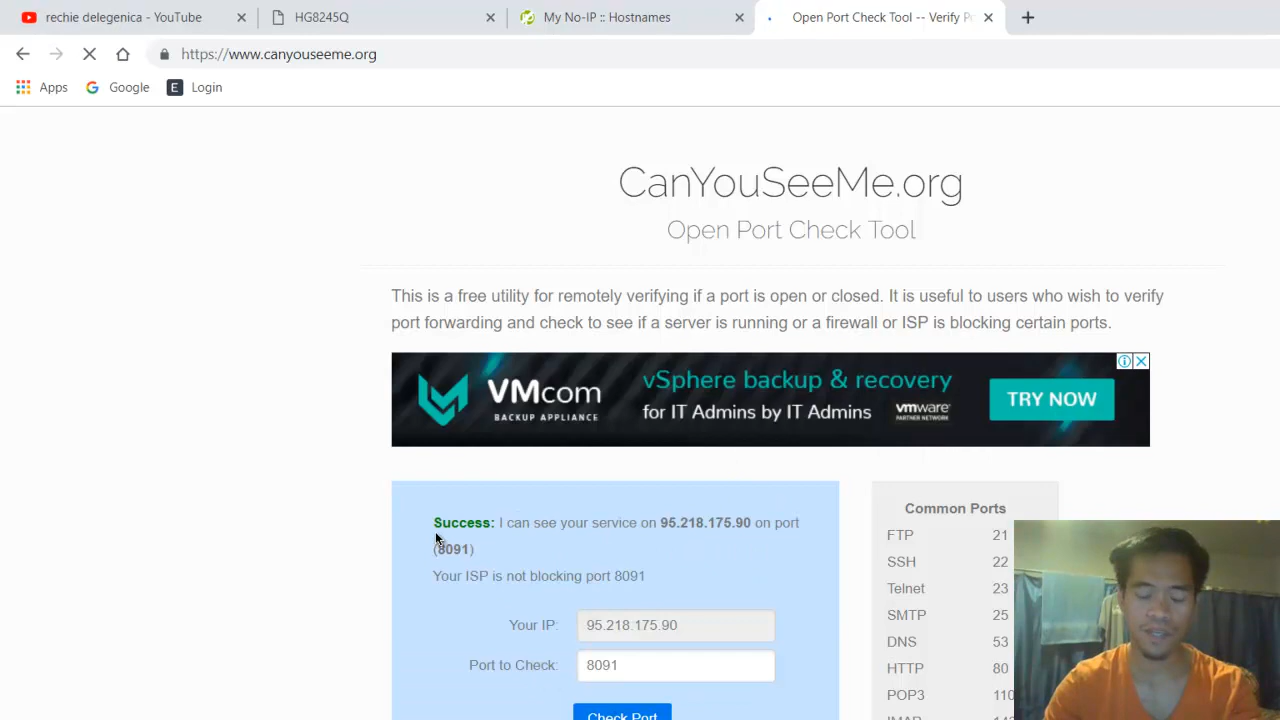 rechie delegenica - YouTube
HG8245Q
My No-IP :: Hostnames
Open Port Check Tool -- Verify P
https://www.canyouseeme.org
Apps
Google
E
Login
CanYouSeeMe.org
Open Port Check Tool
This is a free utility for remotely verifying if a port is open or closed. It is useful to users who wish to verify
port forwarding and check to see if a server is running or a firewall or ISP is blocking certain ports.
VMcom
BACKUP APPLIANCE
vSphere backup & recovery
for IT Admins by IT Admins
vmware
PARTNER NETWORK
TRY NOW
Success: I can see your service on 95.218.175.90 on port
(8091)
Your ISP is not blocking port 8091
Your IP: 95.218.175.90
Port to Check: 8091
Check Port
Common Ports
FTP 21
SSH 22
Telnet 23
SMTP 25
DNS 53
HTTP 80
POP3 110